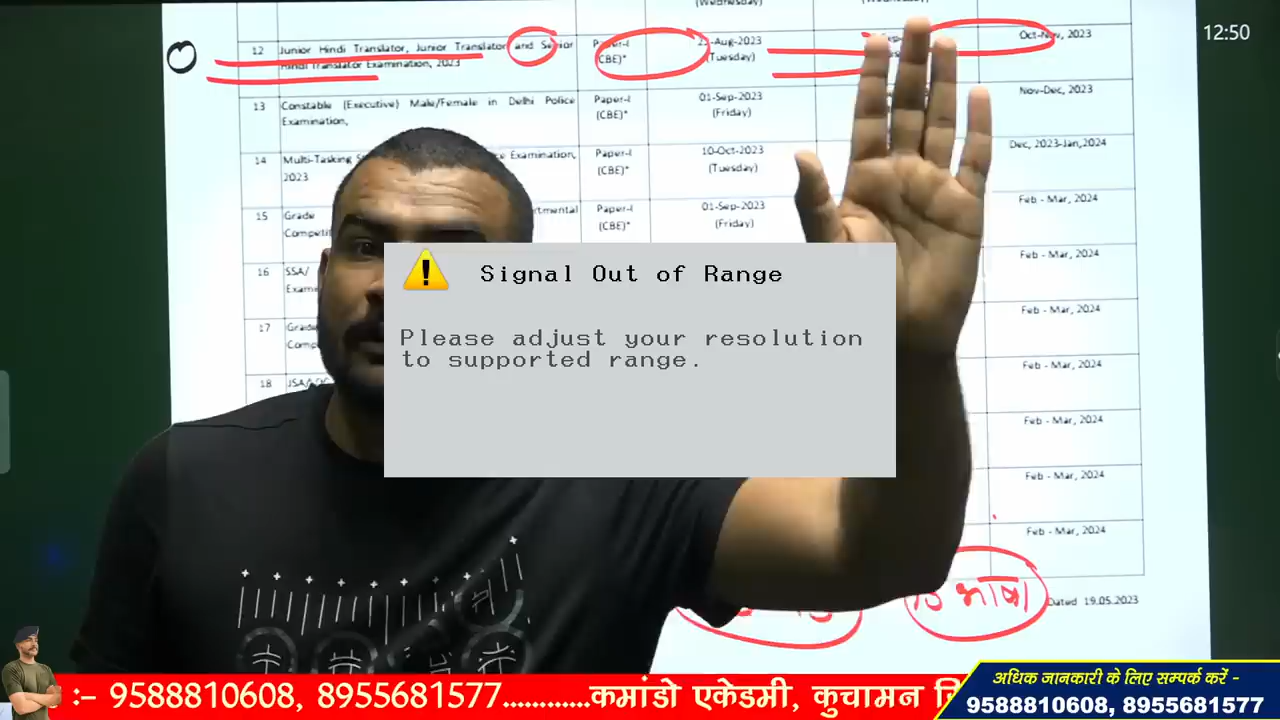 (Wednesday)
12:50
12 Junior Hindi Translator, Junior Translator and Senior Hindi Translator Examination, 2023 Paper-I (CBE)* 22-Aug-2023 (Tuesday) Oct-Nov, 2023
13 Constable (Executive) Male/Female in Delhi Police Examination, Paper-I (CBE)* 01-Sep-2023 (Friday) Nov-Dec, 2023
14 Multi-Tasking Examination, 2023 Paper-I (CBE)* 10-Oct-2023 (Tuesday) Dec, 2023-Jan,2024
15 Grade Paper-I (CBE)* 01-Sep-2023 (Friday) Feb - Mar, 2024
16 SSA/ Feb - Mar, 2024
17 Feb - Mar, 2024
18 Feb - Mar, 2024
Feb - Mar, 2024
Feb - Mar, 2024
Feb - Mar, 2024
Signal Out of Range
Please adjust your resolution
to supported range.
भाषा
Dated 19.05.2023
:- 9588810608, 8955681577............कमांडो एकेडमी, कुचामन
अधिक जानकारी के लिए सम्पर्क करें -
9588810608, 8955681577